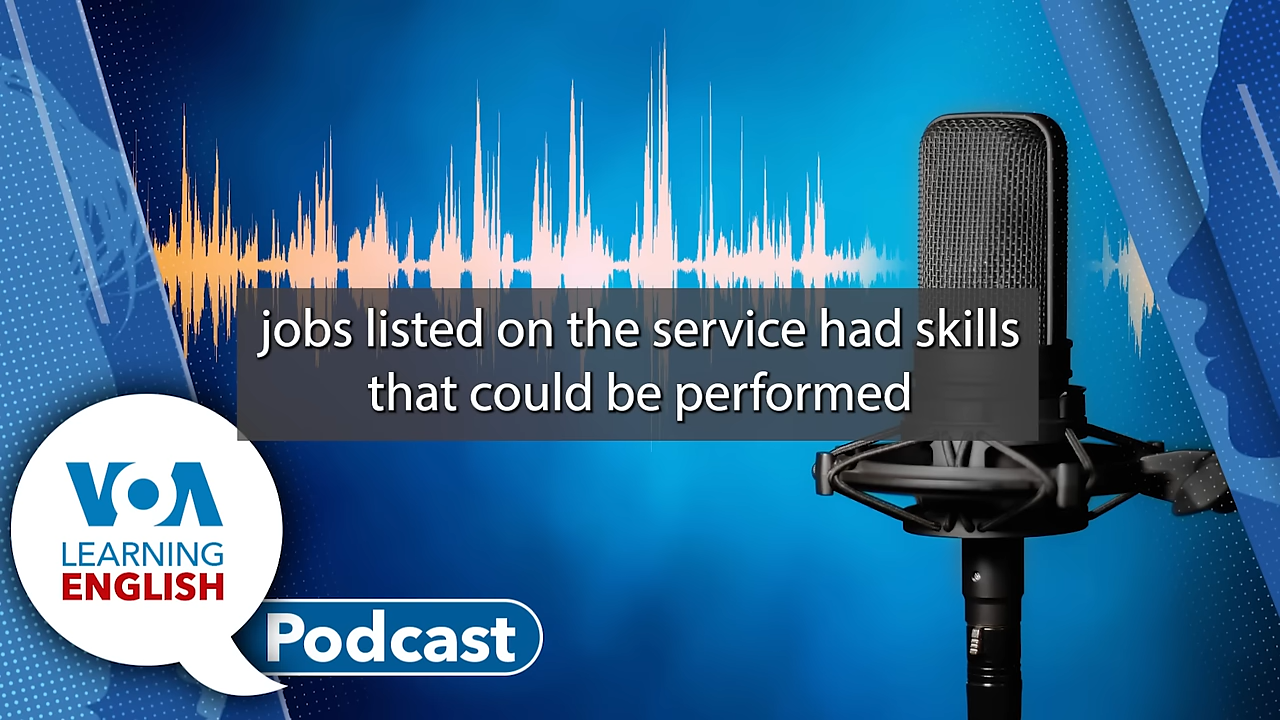 jobs listed on the service had skills
that could be performed
VOA
LEARNING
ENGLISH
Podcast